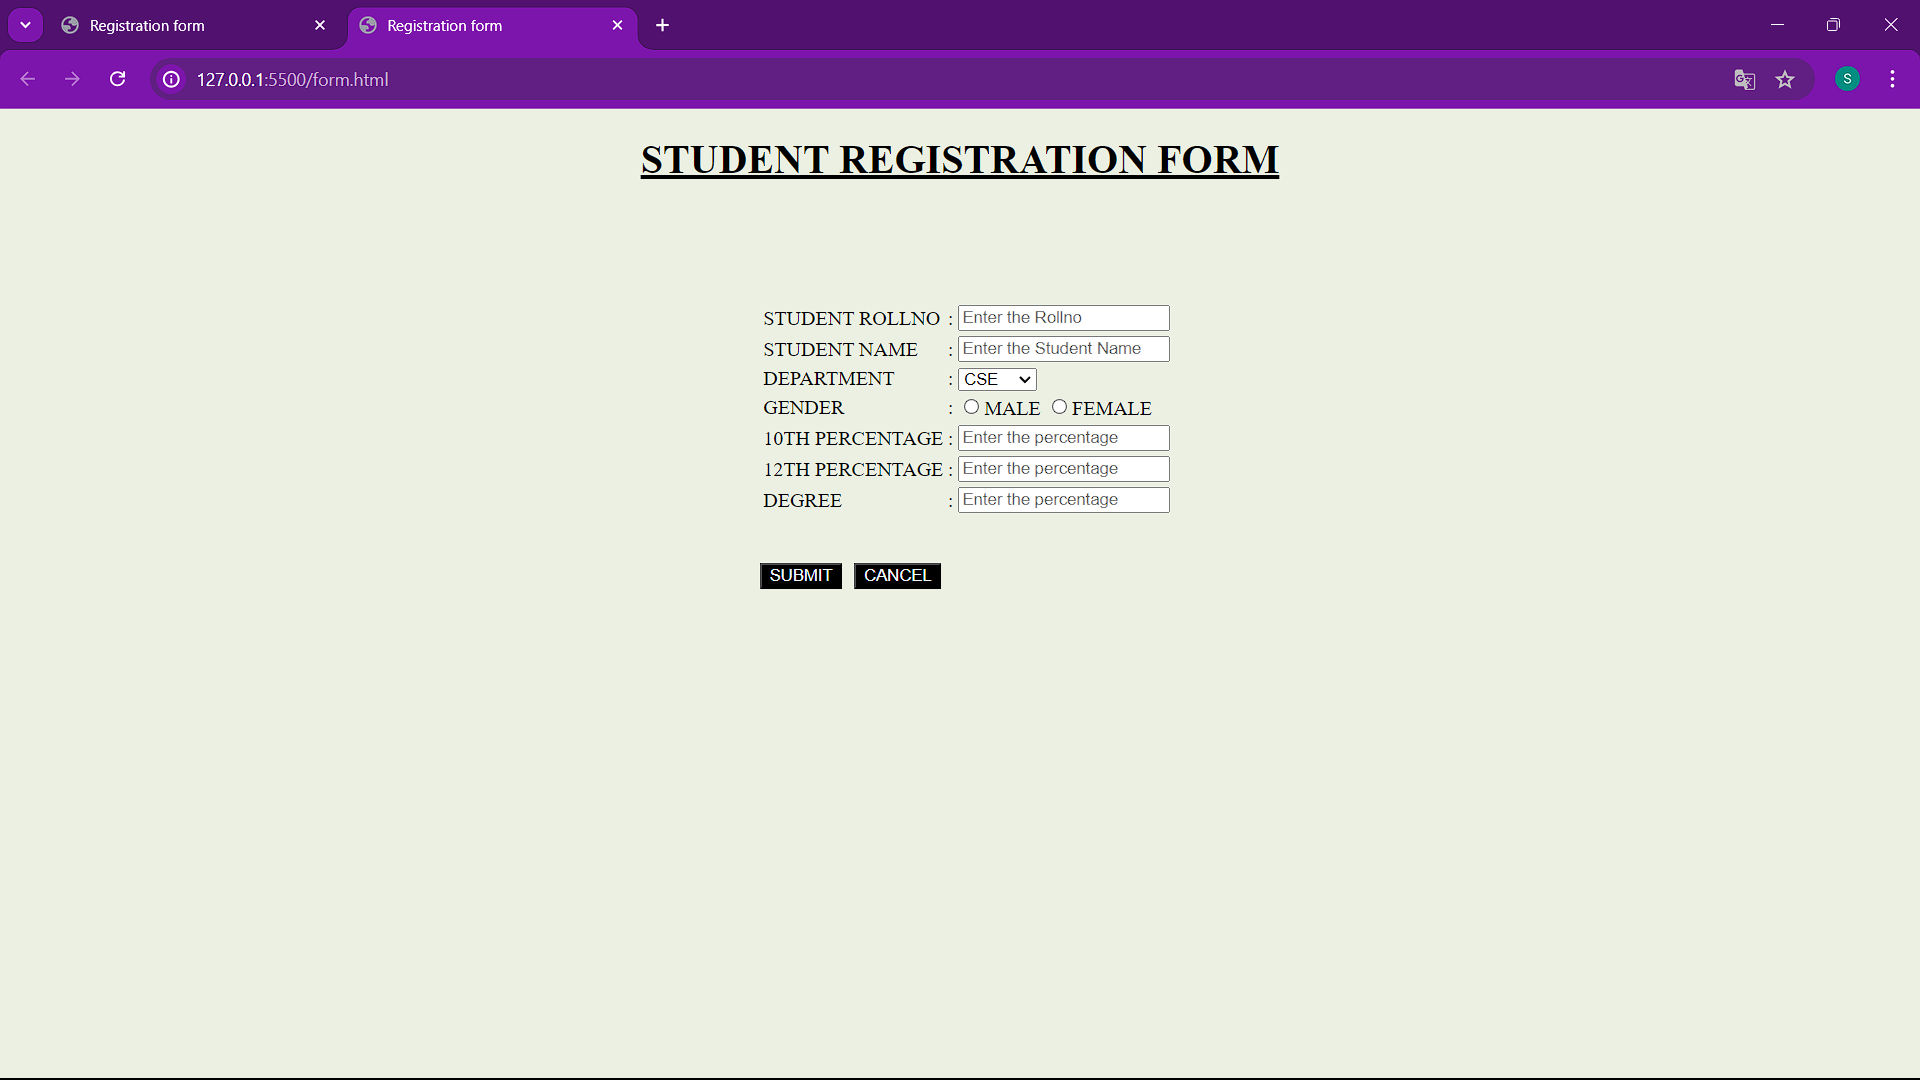 Registration form
Registration form
127.0.0.1:5500/form.html
S
STUDENT REGISTRATION FORM
STUDENT ROLLNO : Enter the Rollno
STUDENT NAME : Enter the Student Name
DEPARTMENT : CSE
GENDER : MALE FEMALE
10TH PERCENTAGE : Enter the percentage
12TH PERCENTAGE : Enter the percentage
DEGREE : Enter the percentage
SUBMIT CANCEL